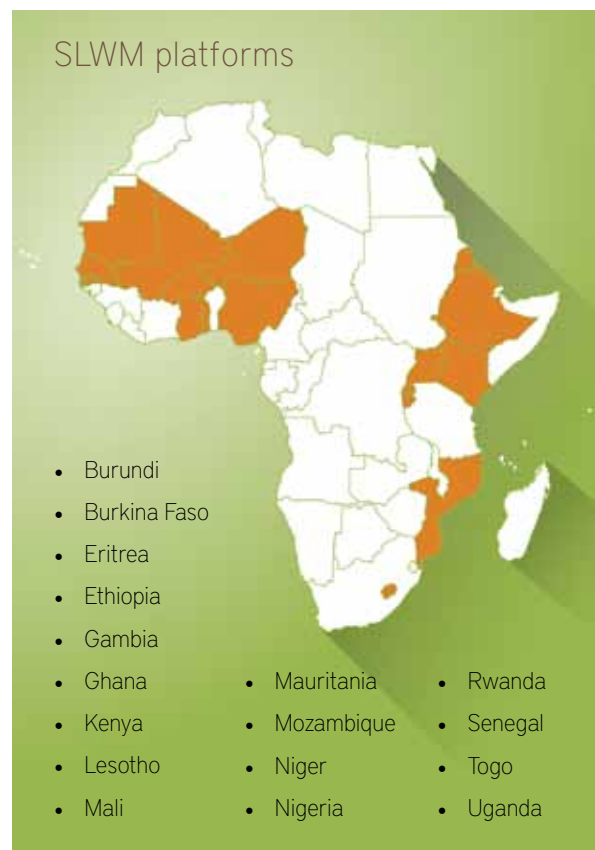 SLWM platforms
• Burundi
• Burkina Faso
• Eritrea
• Ethiopia
• Gambia
• Ghana
• Kenya
• Lesotho
• Mali
• Mauritania
• Mozambique
• Niger
• Nigeria
• Rwanda
• Senegal
• Togo
• Uganda